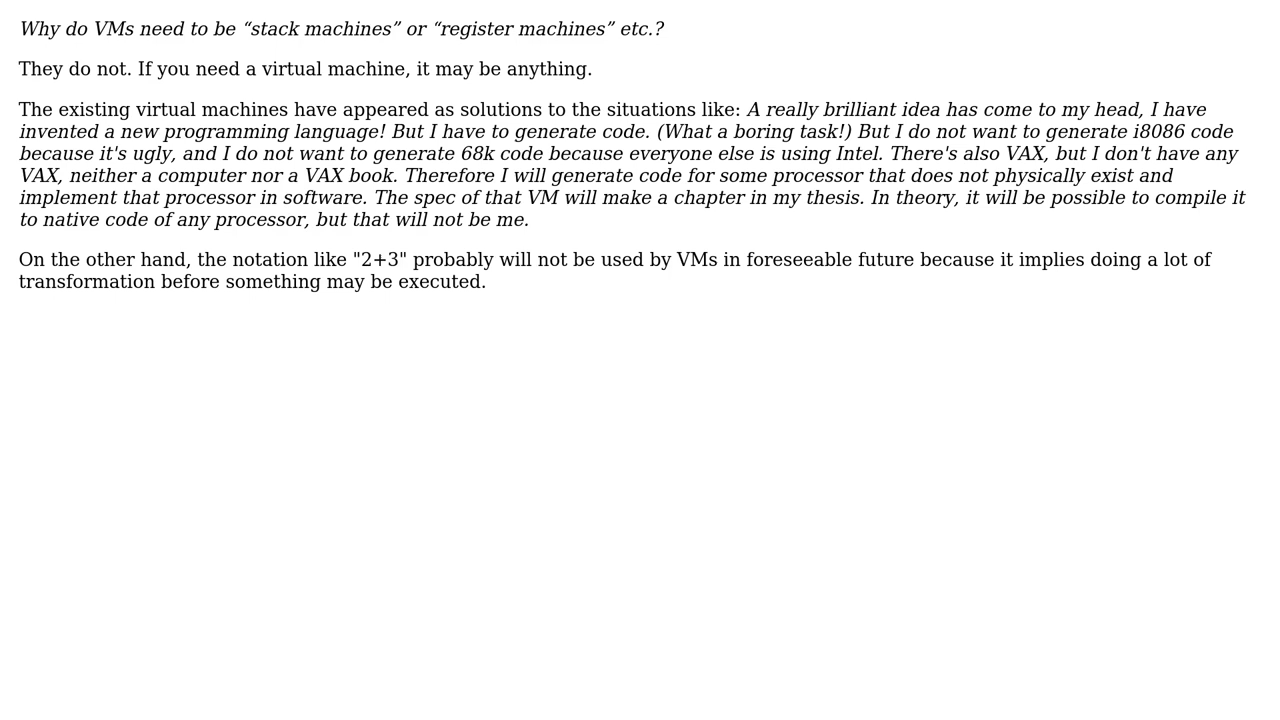 Why do VMs need to be “stack machines” or “register machines” etc.?
They do not. If you need a virtual machine, it may be anything.
The existing virtual machines have appeared as solutions to the situations like: A really brilliant idea has come to my head, I have
invented a new programming language! But I have to generate code. (What a boring task!) But I do not want to generate i8086 code
because it's ugly, and I do not want to generate 68k code because everyone else is using Intel. There's also VAX, but I don't have any
VAX, neither a computer nor a VAX book. Therefore I will generate code for some processor that does not physically exist and
implement that processor in software. The spec of that VM will make a chapter in my thesis. In theory, it will be possible to compile it
to native code of any processor, but that will not be me.
On the other hand, the notation like "2+3" probably will not be used by VMs in foreseeable future because it implies doing a lot of
transformation before something may be executed.